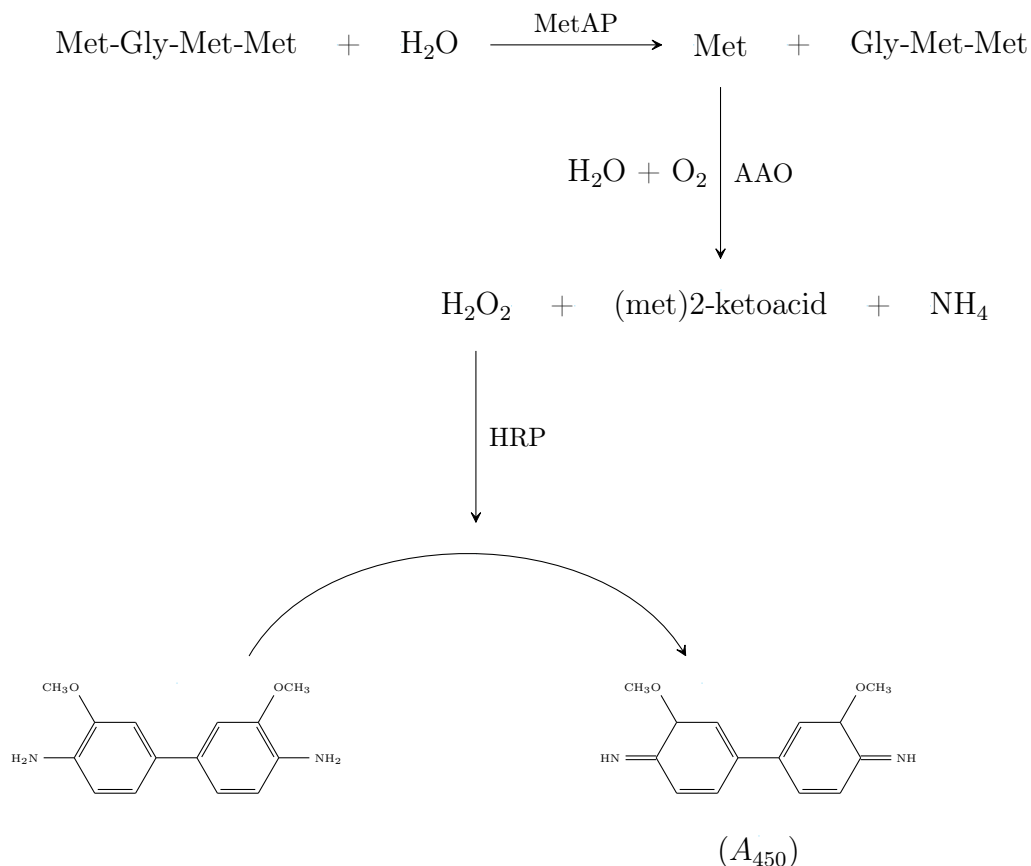 MetAP
Met-Gly-Met-Met + H₂O Met + Gly-Met-Met
H₂O + O₂ AAO
H₂O₂ + (met)2-ketoacid + NH₄
HRP
CH₃O OCH₃ CH₃O OCH₃
H₂N NH₂ HN NH
(A₄₅₀)